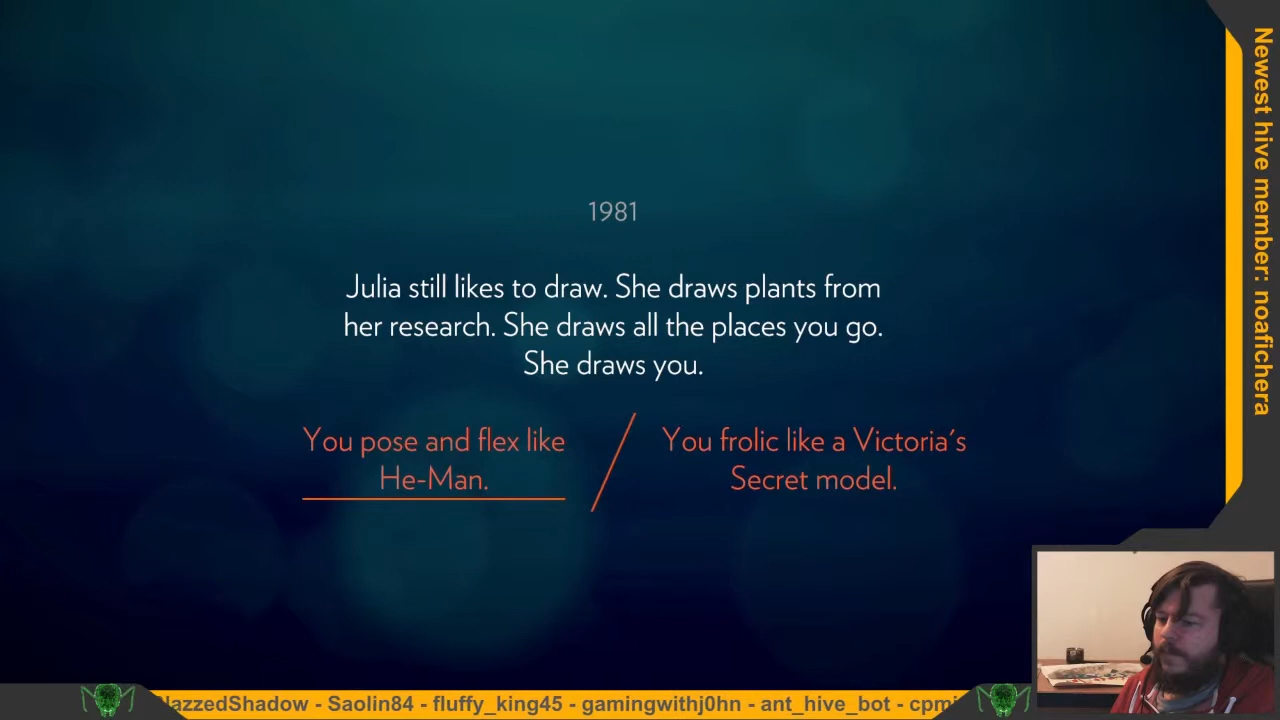 1981
Julia still likes to draw. She draws plants from
her research. She draws all the places you go.
She draws you.
You pose and flex like
He-Man.
You frolic like a Victoria's
Secret model.
Newest hive member: noafichera
- Saolin84 - fluffy_king45 - gamingwithj0hn - ant_hive_bot -